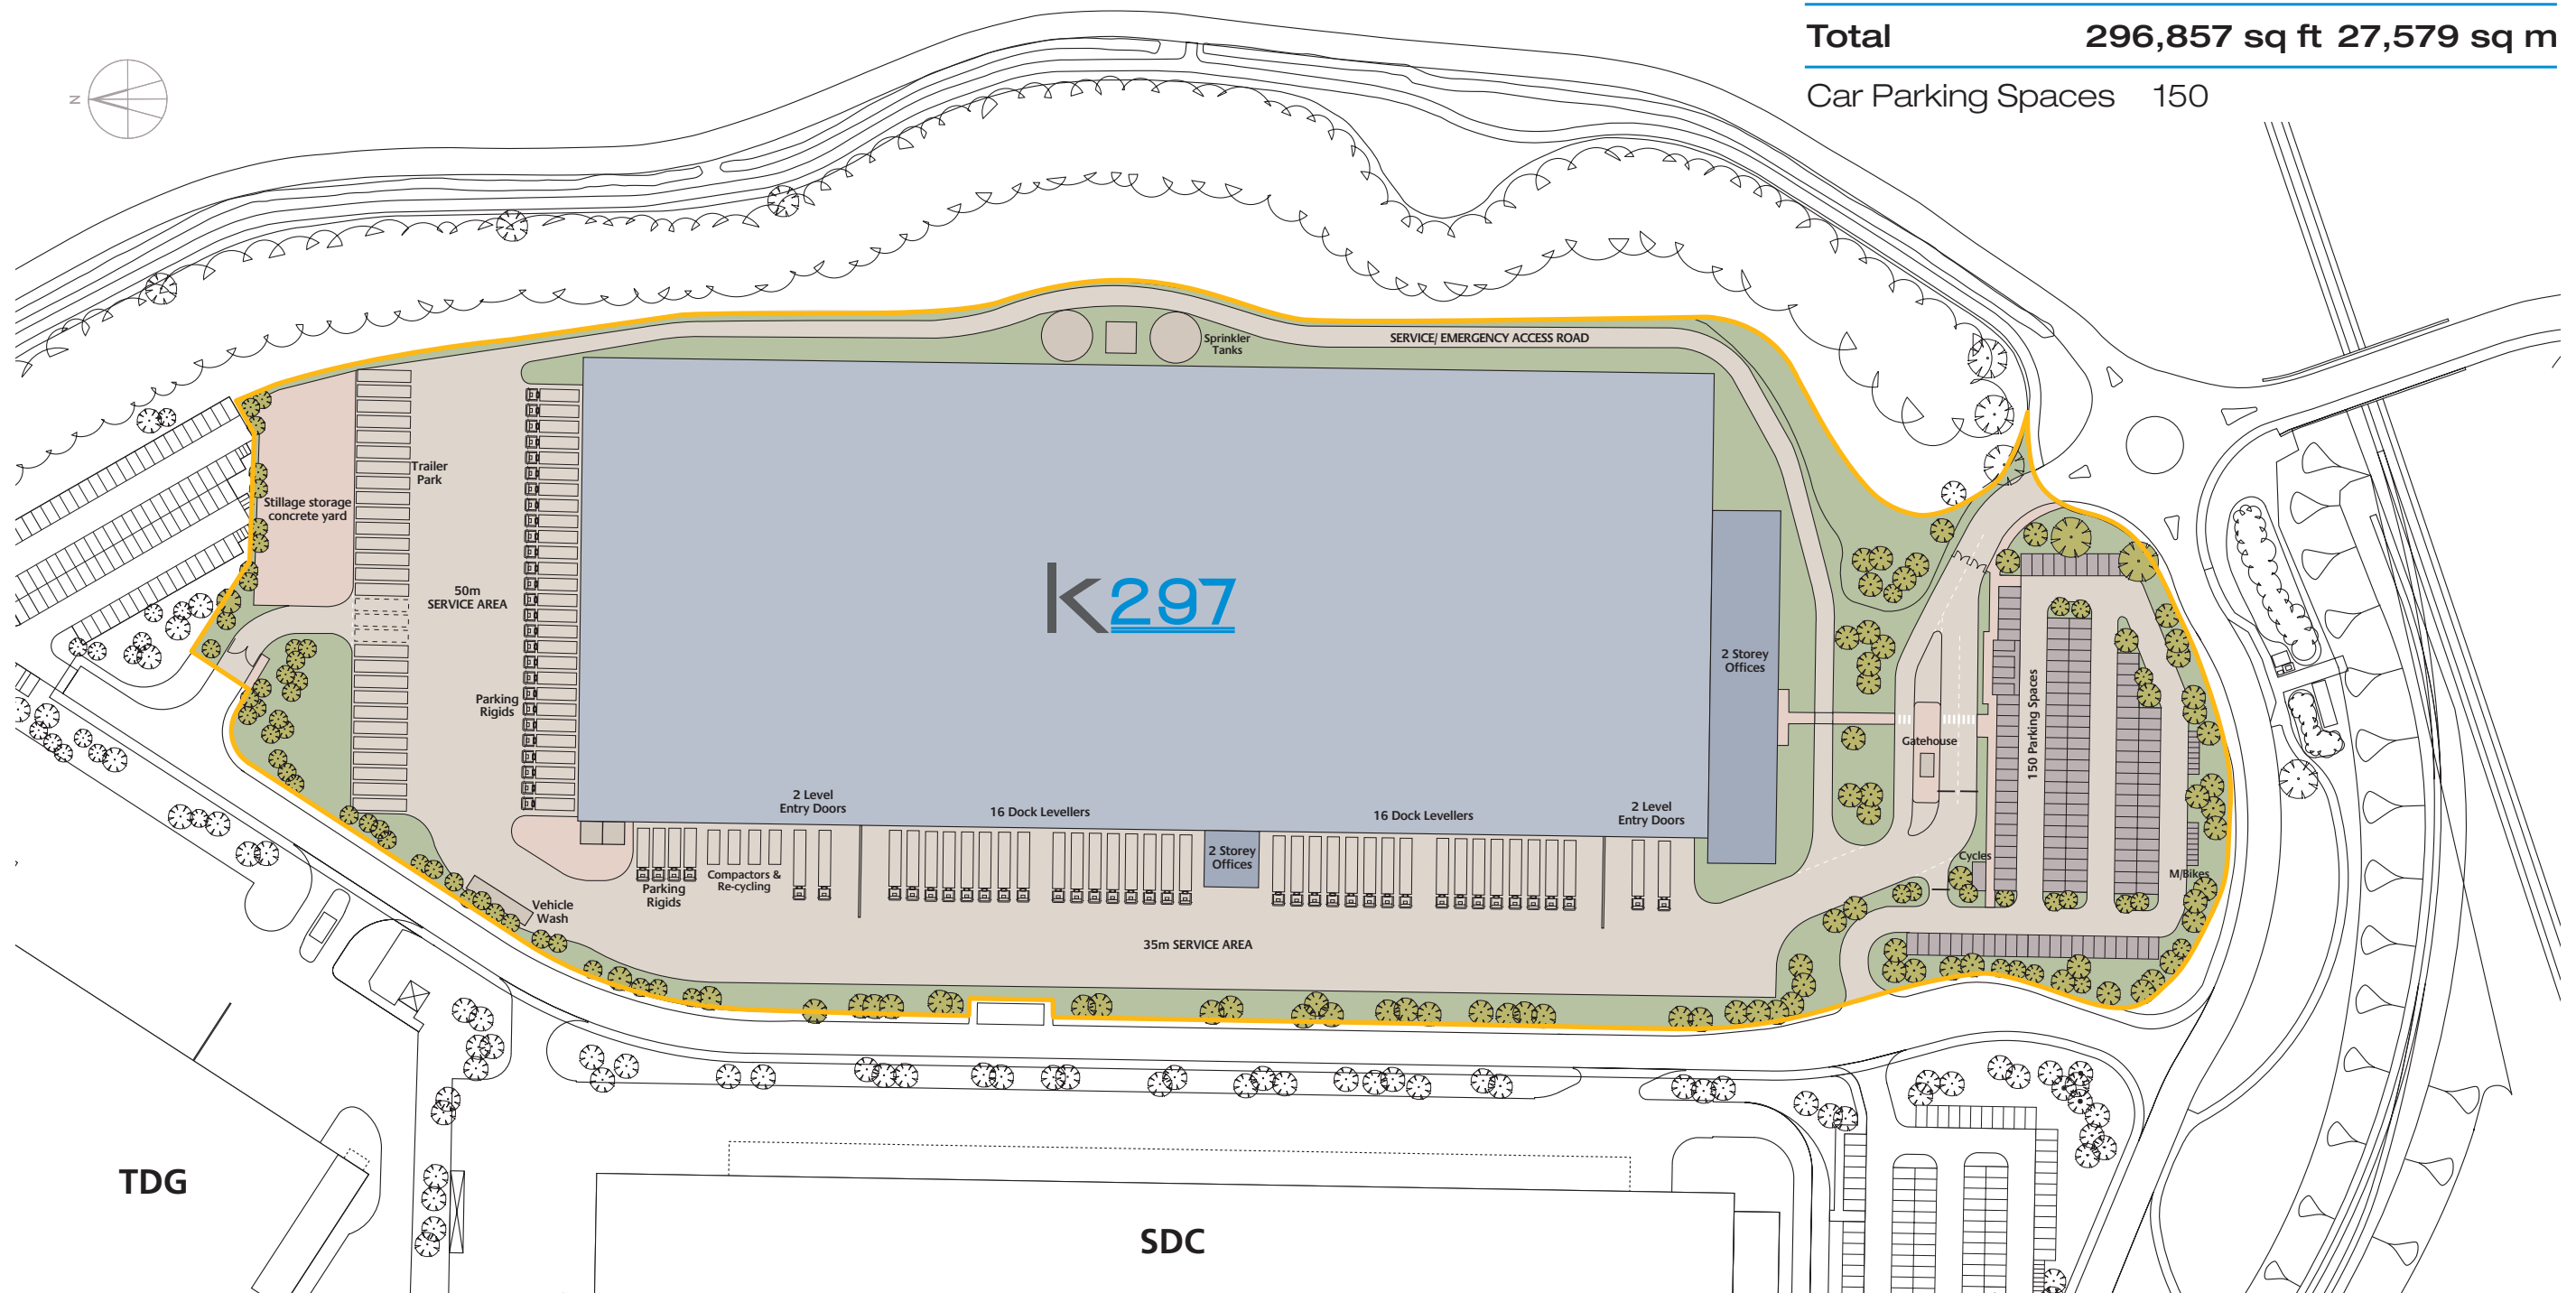 Total 296,857 sq ft 27,579 sq m
Car Parking Spaces 150
N
SERVICE/ EMERGENCY ACCESS ROAD
Sprinkler
Tanks
Trailer
Park
Stillage storage
concrete yard
50m
SERVICE AREA
K297
2 Storey
Offices
Parking
Rigids
150 Parking Spaces
Gatehouse
2 Level
Entry Doors
16 Dock Levellers
16 Dock Levellers
2 Level
Entry Doors
2 Storey
Offices
Cycles
M/Bikes
Parking
Rigids
Compactors &
Re-cycling
Vehicle
Wash
35m SERVICE AREA
TDG
SDC